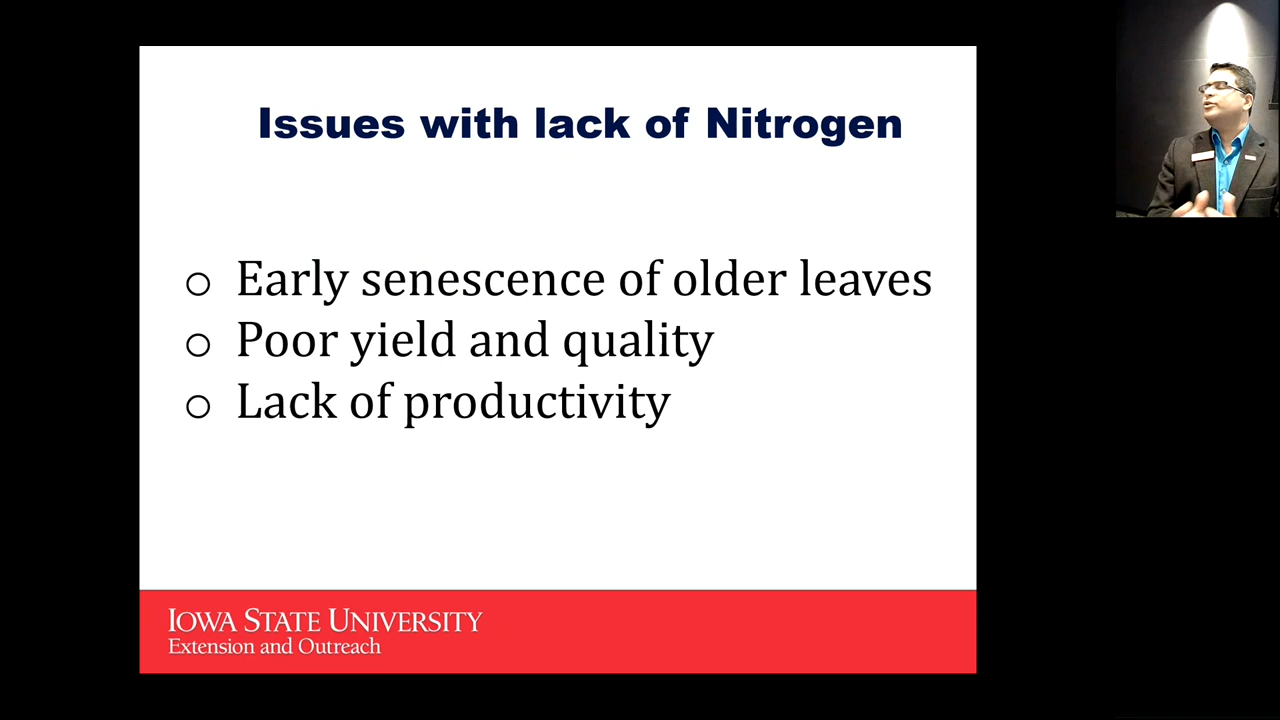 Issues with lack of Nitrogen
o Early senescence of older leaves
o Poor yield and quality
o Lack of productivity
IOWA STATE UNIVERSITY
Extension and Outreach